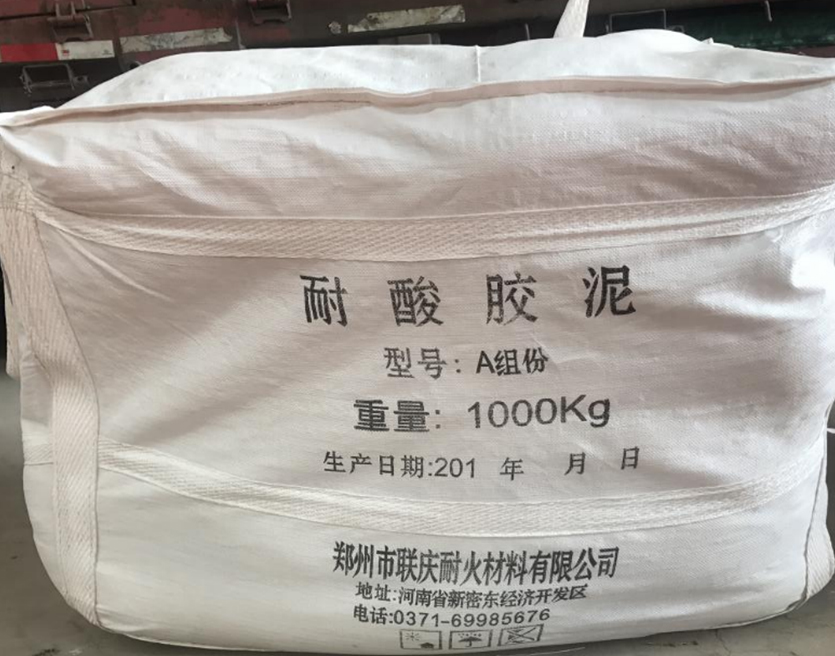 耐酸胶泥
型号: A组份
重量: 1000Kg
生产日期:201 年 月 日
郑州市联庆耐火材料有限公司
地址:河南省新密东经济开发区
电话:0371-69985676